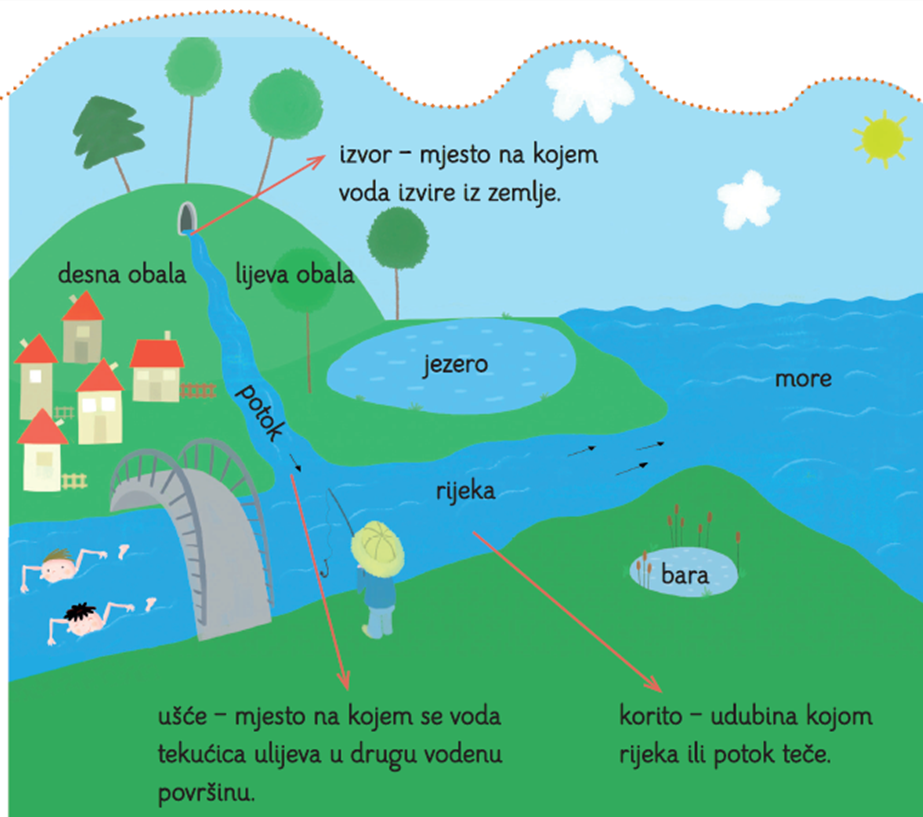 izvor – mjesto na kojem
voda izvire iz zemlje.
desna obala
lijeva obala
jezero
more
potok
rijeka
bara
ušće – mjesto na kojem se voda
tekućica ulijeva u drugu vodenu
površinu.
korito – udubina kojom
rijeka ili potok teče.